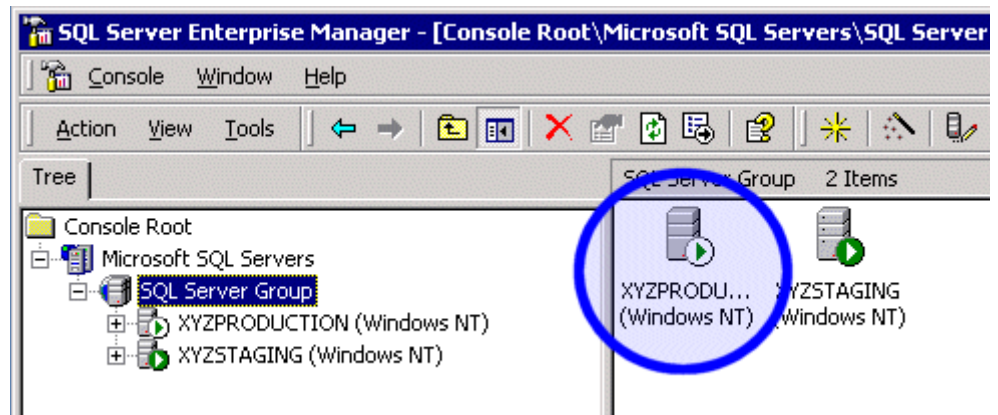 SQL Server Enterprise Manager - [Console Root\Microsoft SQL Servers\SQL Server
Console Window Help
Action View Tools
Tree
SQL Server Group 2 Items
Console Root
Microsoft SQL Servers
SQL Server Group
XYZPRODUCTION (Windows NT)
XYZSTAGING (Windows NT)
XYZPRODU...
(Windows NT)
XYZSTAGING
(Windows NT)